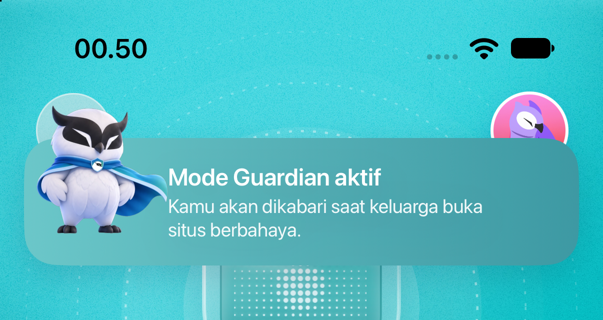 00.50
Mode Guardian aktif
Kamu akan dikabari saat keluarga buka
situs berbahaya.